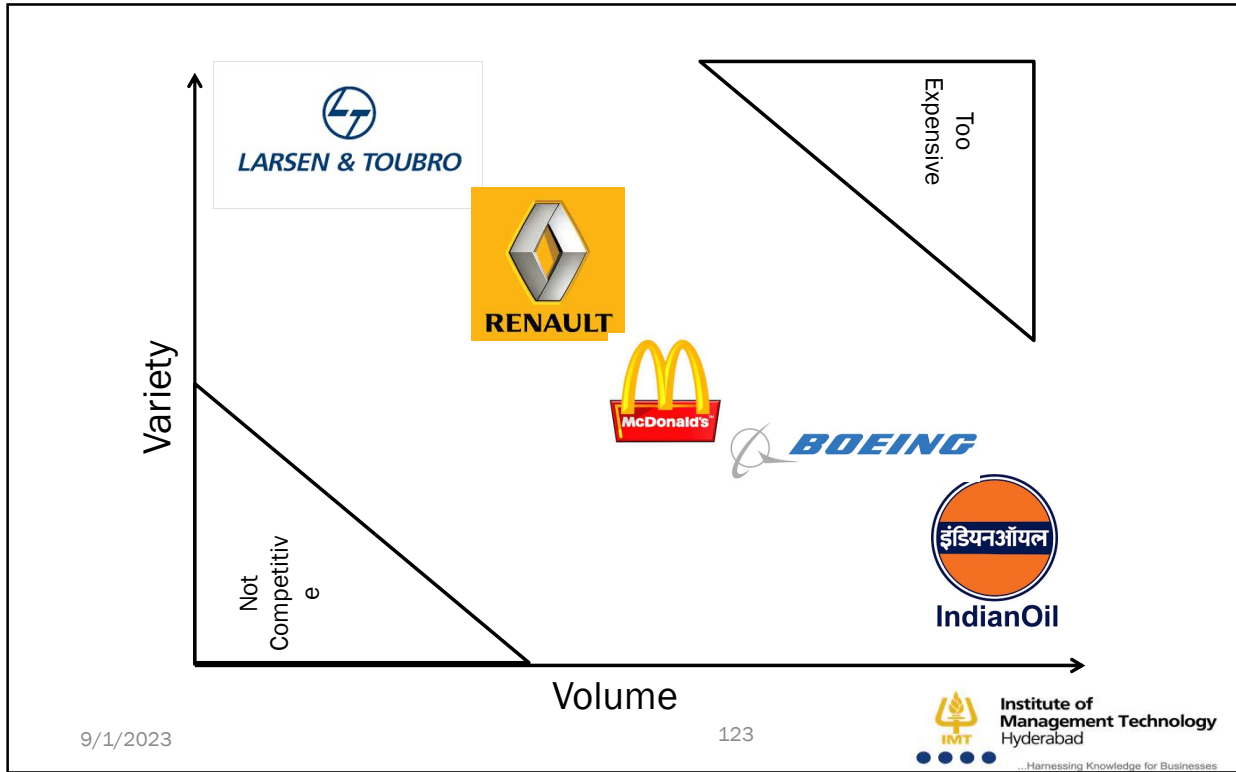 LARSEN & TOUBRO
RENAULT
McDonald's™
BOEING
इंडियनऑयल
IndianOil
Too
Expensive
Variety
Not
Competitiv
e
Volume
9/1/2023
123
IMT
Institute of
Management Technology
Hyderabad
...Harnessing Knowledge for Businesses